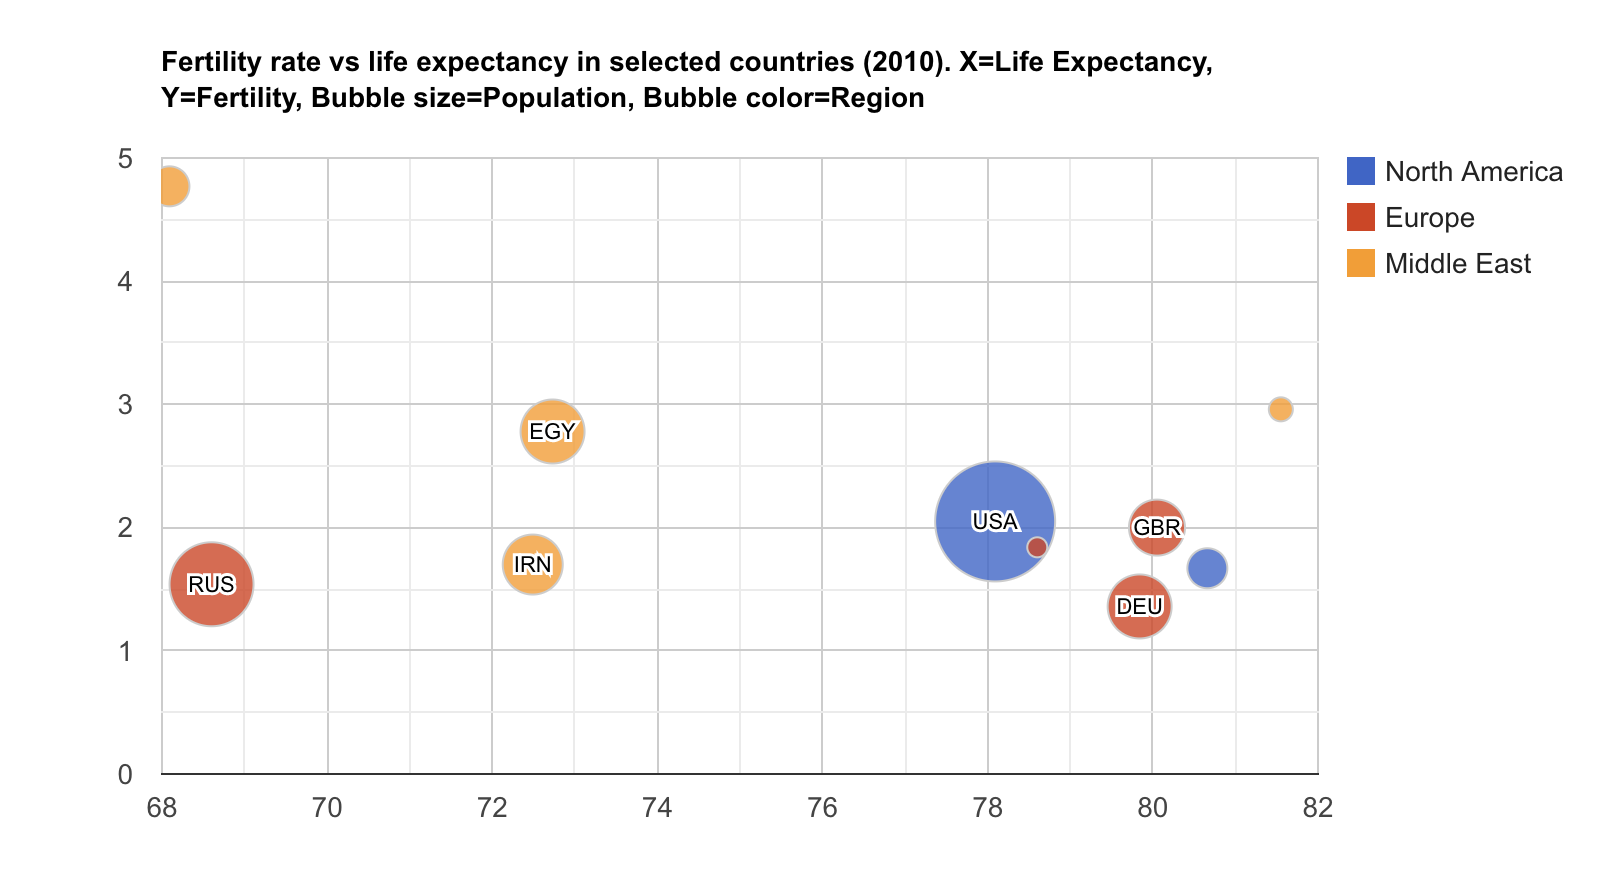 Fertility rate vs life expectancy in selected countries (2010). X=Life Expectancy,
Y=Fertility, Bubble size=Population, Bubble color=Region
North America
Europe
Middle East
5
4
3
2
1
0
EGY
USA
GBR
IRN
RUS
DEU
68 70 72 74 76 78 80 82